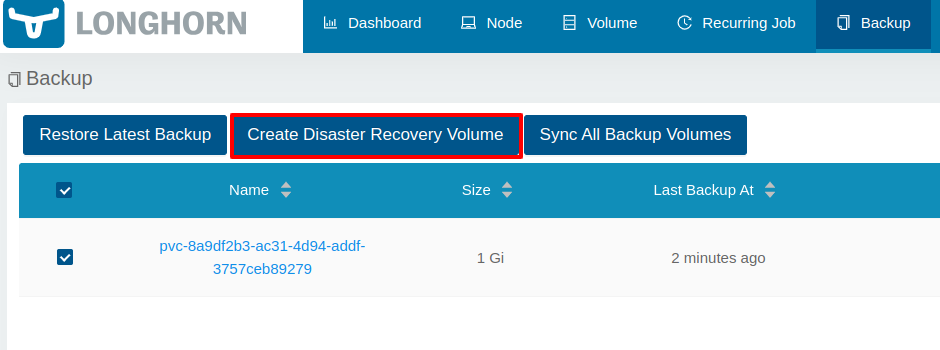 LONGHORN Dashboard Node Volume Recurring Job Backup
Backup
Restore Latest Backup Create Disaster Recovery Volume Sync All Backup Volumes
Name Size Last Backup At
pvc-8a9df2b3-ac31-4d94-addf-
3757ceb89279 1 Gi 2 minutes ago